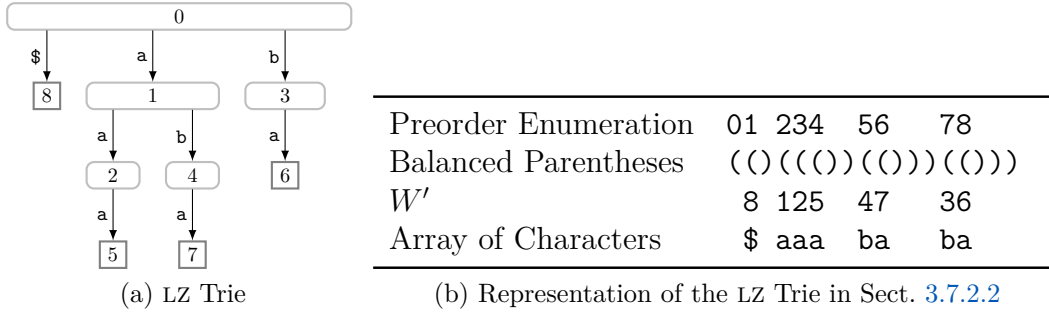 0
$ a b
8 1 3
a b a
2 4 6
a a
5 7
(a) LZ Trie
Preorder Enumeration 01 234 56 78
Balanced Parentheses (()((())(()))(()))
W′ 8 125 47 36
Array of Characters $ aaa ba ba
(b) Representation of the LZ Trie in Sect. 3.7.2.2